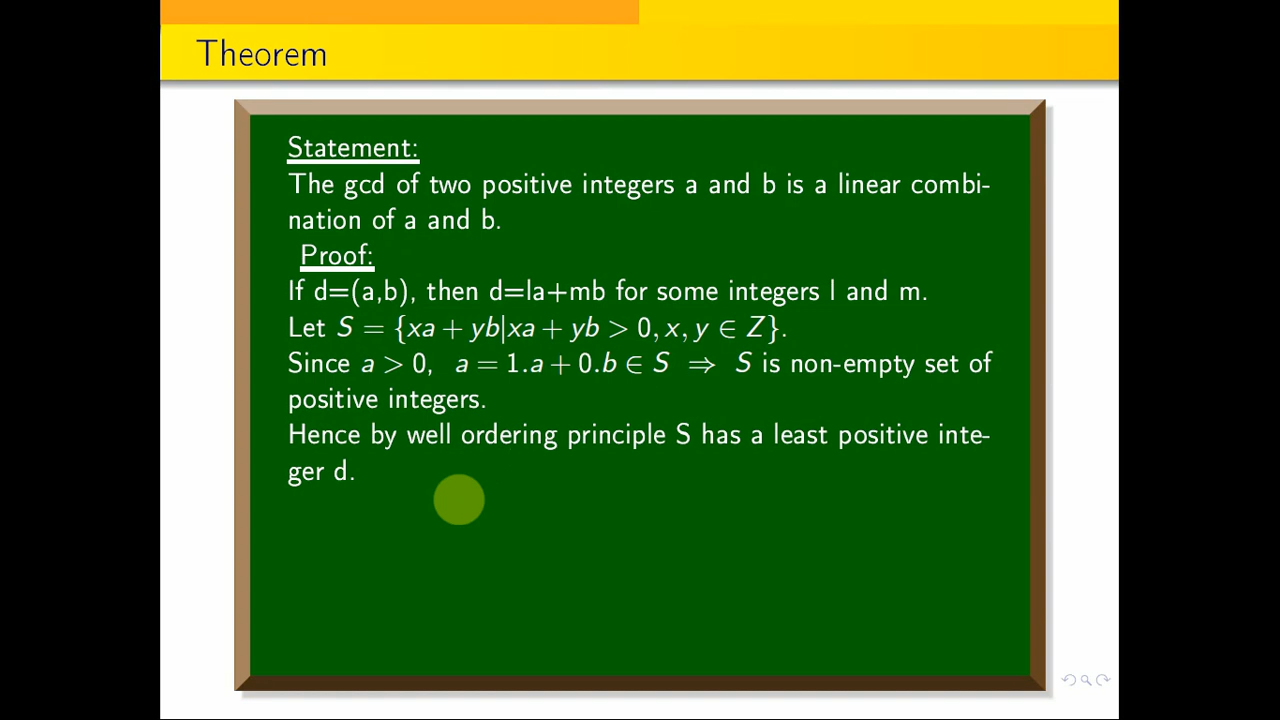 Theorem
Statement:
The gcd of two positive integers a and b is a linear combi-
nation of a and b.
Proof:
If d=(a,b), then d=la+mb for some integers l and m.
Let S = {xa + yb|xa + yb > 0, x, y ∈ Z}.
Since a > 0, a = 1.a + 0.b ∈ S ⇒ S is non-empty set of
positive integers.
Hence by well ordering principle S has a least positive inte-
ger d.